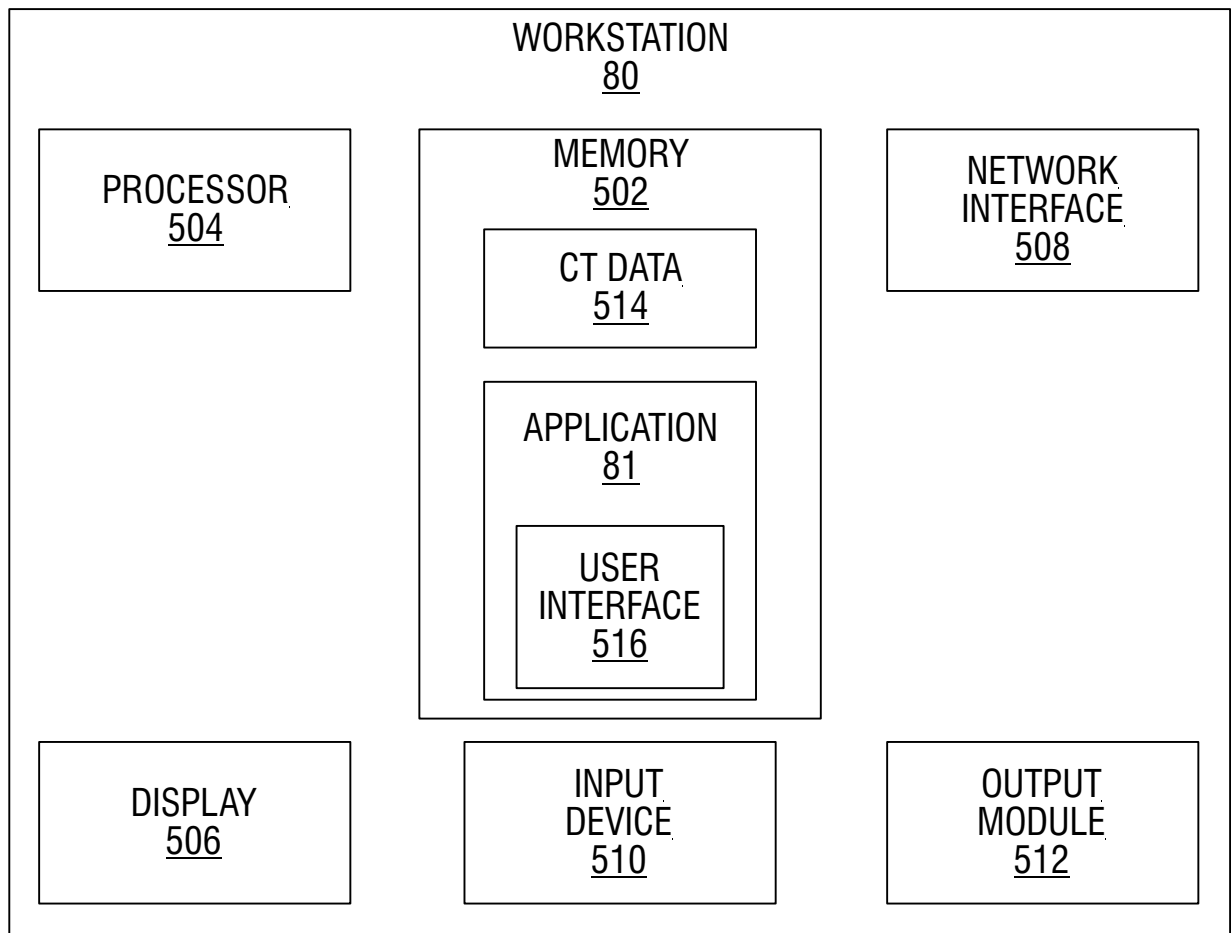 WORKSTATION
80
PROCESSOR
504
MEMORY
502
NETWORK
INTERFACE
508
CT DATA
514
APPLICATION
81
USER
INTERFACE
516
DISPLAY
506
INPUT
DEVICE
510
OUTPUT
MODULE
512